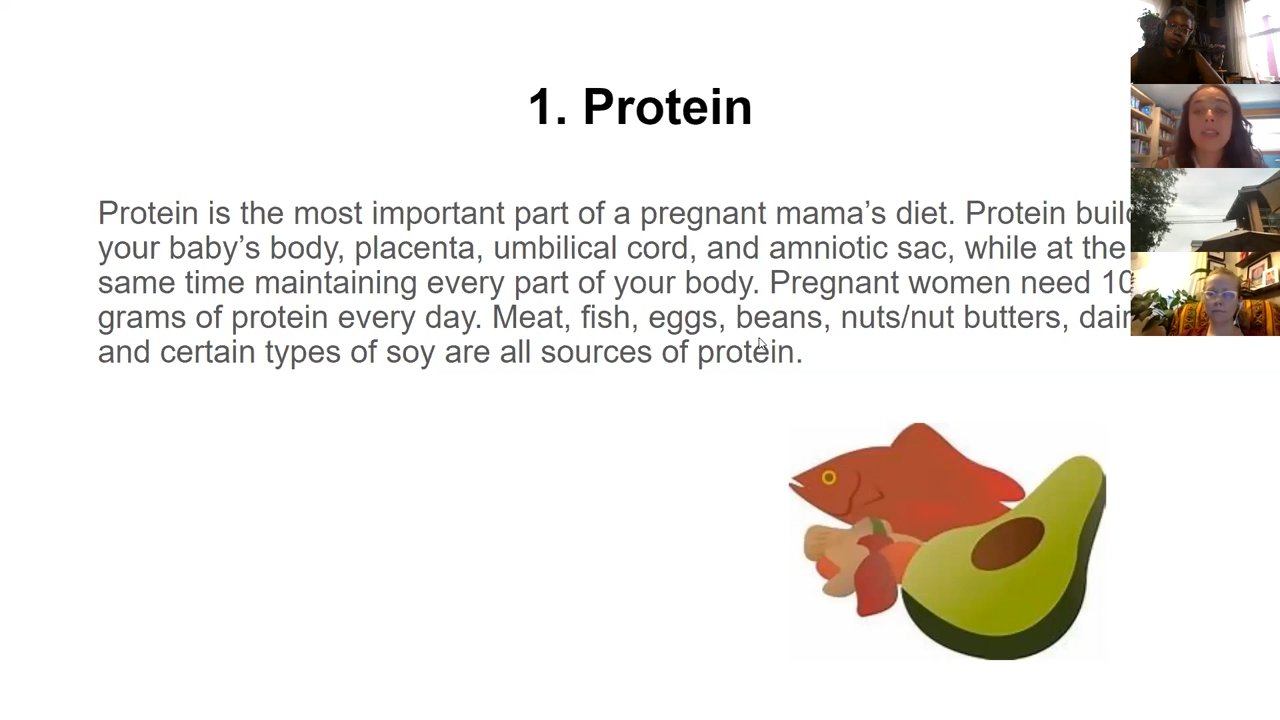 1. Protein
Protein is the most important part of a pregnant mama’s diet. Protein
your baby’s body, placenta, umbilical cord, and amniotic sac, while at the
same time maintaining every part of your body. Pregnant women need
grams of protein every day. Meat, fish, eggs, beans, nuts/nut butters,
and certain types of soy are all sources of protein.